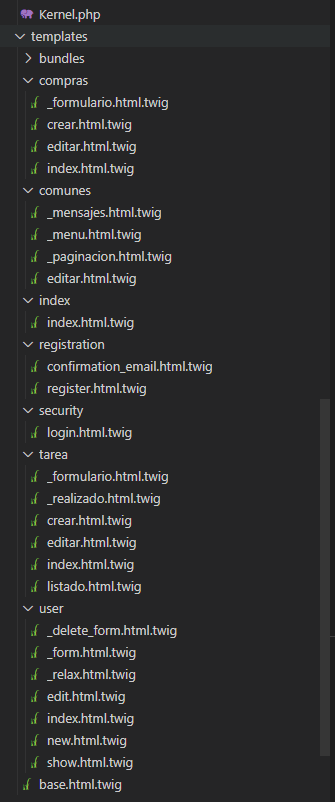 Kernel.php
templates
bundles
compras
_formulario.html.twig
crear.html.twig
editar.html.twig
index.html.twig
comunes
_mensajes.html.twig
_menu.html.twig
_paginacion.html.twig
editar.html.twig
index
index.html.twig
registration
confirmation_email.html.twig
register.html.twig
security
login.html.twig
tarea
_formulario.html.twig
_realizado.html.twig
crear.html.twig
editar.html.twig
index.html.twig
listado.html.twig
user
_delete_form.html.twig
_form.html.twig
_relax.html.twig
edit.html.twig
index.html.twig
new.html.twig
show.html.twig
base.html.twig